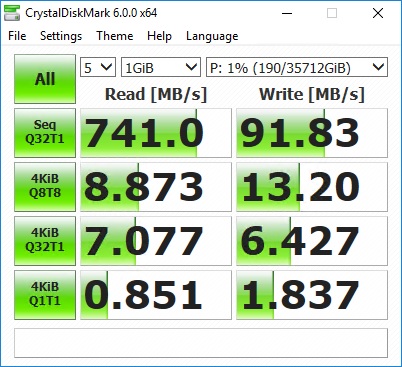 CrystalDiskMark 6.0.0 x64
File Settings Theme Help Language
All 5 1GiB P: 1% (190/35712GiB)
Read [MB/s] Write [MB/s]
Seq
Q32T1 741.0 91.83
4KiB
Q8T8 8.873 13.20
4KiB
Q32T1 7.077 6.427
4KiB
Q1T1 0.851 1.837